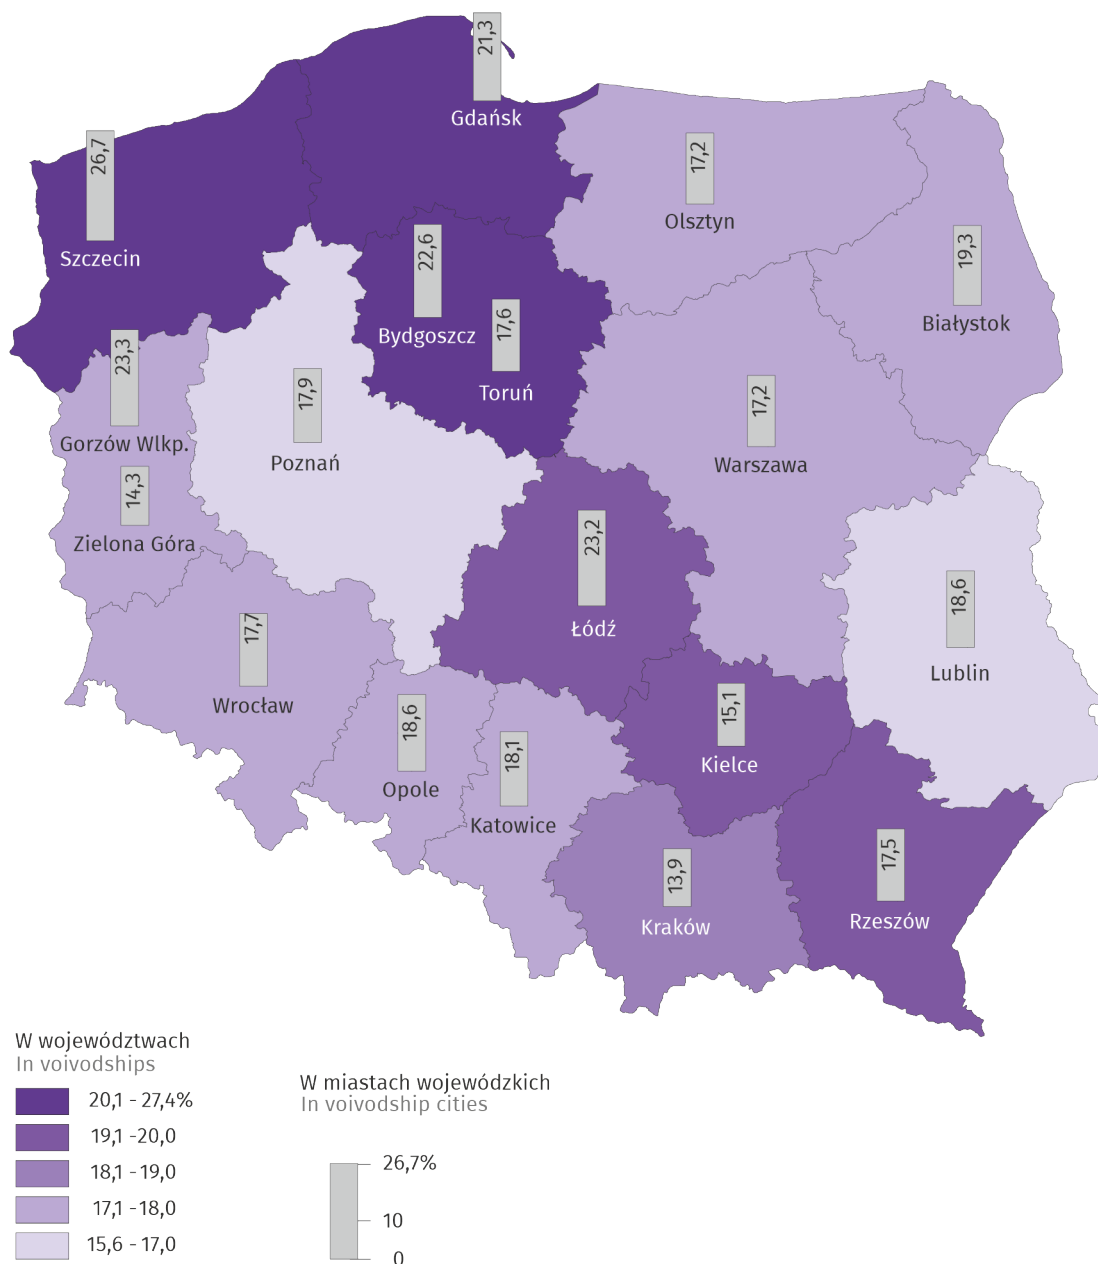 21,3
Gdańsk
26,7
Szczecin
17,2
Olsztyn
19,3
Białystok
22,6
Bydgoszcz
17,6
Toruń
23,3
Gorzów Wlkp.
17,9
Poznań
17,2
Warszawa
14,3
Zielona Góra
23,2
Łódź
18,6
Lublin
17,7
Wrocław
18,6
Opole
18,1
Katowice
15,1
Kielce
13,9
Kraków
17,5
Rzeszów
W województwach
In voivodships
20,1 - 27,4%
19,1 -20,0
18,1 - 19,0
17,1 - 18,0
15,6 - 17,0
W miastach wojewódzkich
In voivodship cities
26,7%
10
0